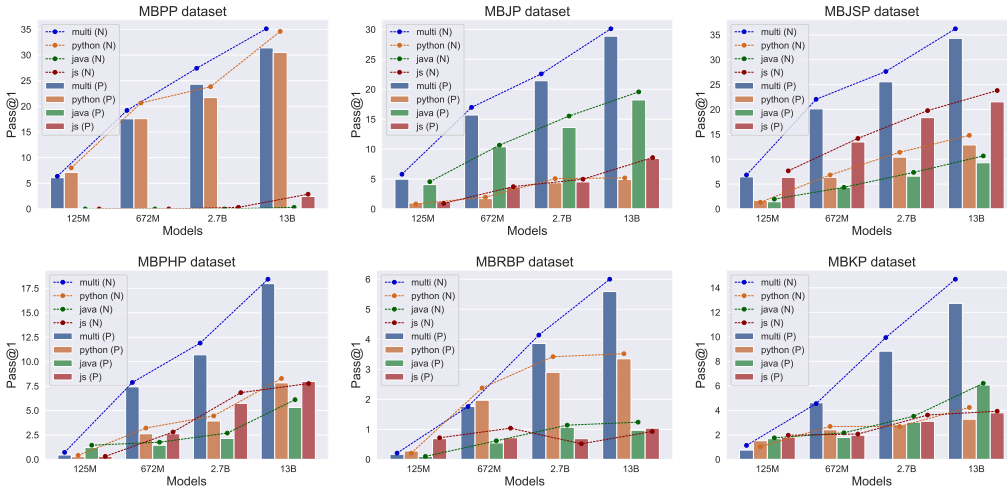 MBPP dataset
Pass@1
35
30
25
20
15
10
5
0
multi (N)
python (N)
java (N)
js (N)
multi (P)
python (P)
java (P)
js (P)
125M 672M 2.7B 13B
Models
MBJP dataset
Pass@1
30
25
20
15
10
5
0
multi (N)
python (N)
java (N)
js (N)
multi (P)
python (P)
java (P)
js (P)
125M 672M 2.7B 13B
Models
MBJSP dataset
Pass@1
35
30
25
20
15
10
5
0
multi (N)
python (N)
java (N)
js (N)
multi (P)
python (P)
java (P)
js (P)
125M 672M 2.7B 13B
Models
MBPHP dataset
Pass@1
17.5
15.0
12.5
10.0
7.5
5.0
2.5
0.0
multi (N)
python (N)
java (N)
js (N)
multi (P)
python (P)
java (P)
js (P)
125M 672M 2.7B 13B
Models
MBRBP dataset
Pass@1
6
5
4
3
2
1
0
multi (N)
python (N)
java (N)
js (N)
multi (P)
python (P)
java (P)
js (P)
125M 672M 2.7B 13B
Models
MBKP dataset
Pass@1
14
12
10
8
6
4
2
0
multi (N)
python (N)
java (N)
js (N)
multi (P)
python (P)
java (P)
js (P)
125M 672M 2.7B 13B
Models